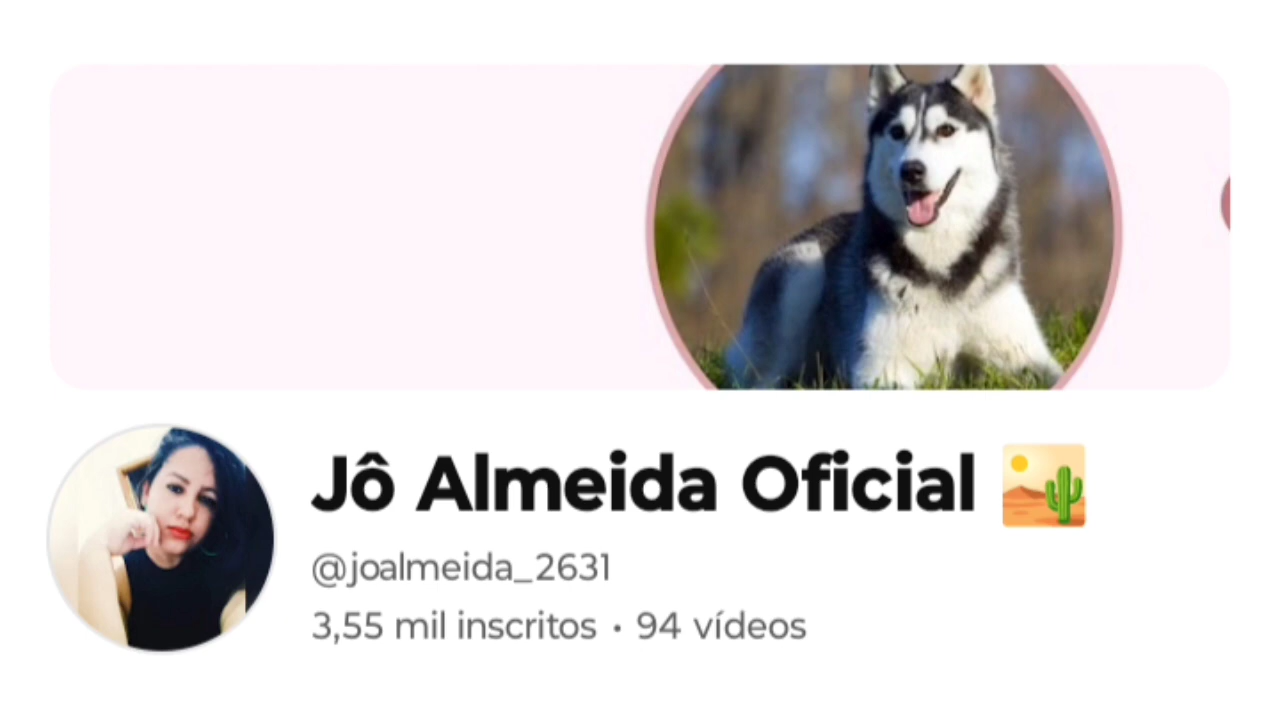 Jô Almeida Oficial 🏜️
@joalmeida_2631
3,55 mil inscritos • 94 vídeos